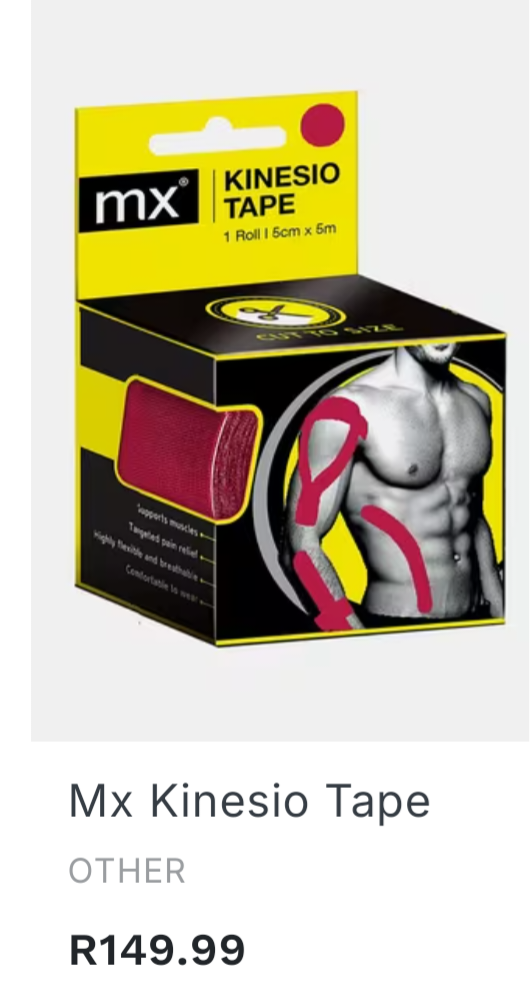 mx®
KINESIO
TAPE
1 Roll | 5cm x 5m
CUT TO SIZE
Supports muscles
Targeted pain relief
Highly flexible and breathable
Comfortable to wear
Mx Kinesio Tape
OTHER
R149.99